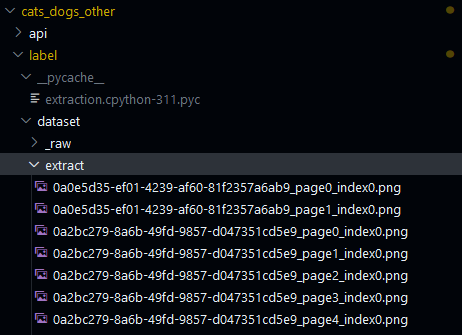 cats_dogs_other
api
label
__pycache__
extraction.cpython-311.pyc
dataset
_raw
extract
0a0e5d35-ef01-4239-af60-81f2357a6ab9_page0_index0.png
0a0e5d35-ef01-4239-af60-81f2357a6ab9_page1_index0.png
0a2bc279-8a6b-49fd-9857-d047351cd5e9_page0_index0.png
0a2bc279-8a6b-49fd-9857-d047351cd5e9_page1_index0.png
0a2bc279-8a6b-49fd-9857-d047351cd5e9_page2_index0.png
0a2bc279-8a6b-49fd-9857-d047351cd5e9_page3_index0.png
0a2bc279-8a6b-49fd-9857-d047351cd5e9_page4_index0.png